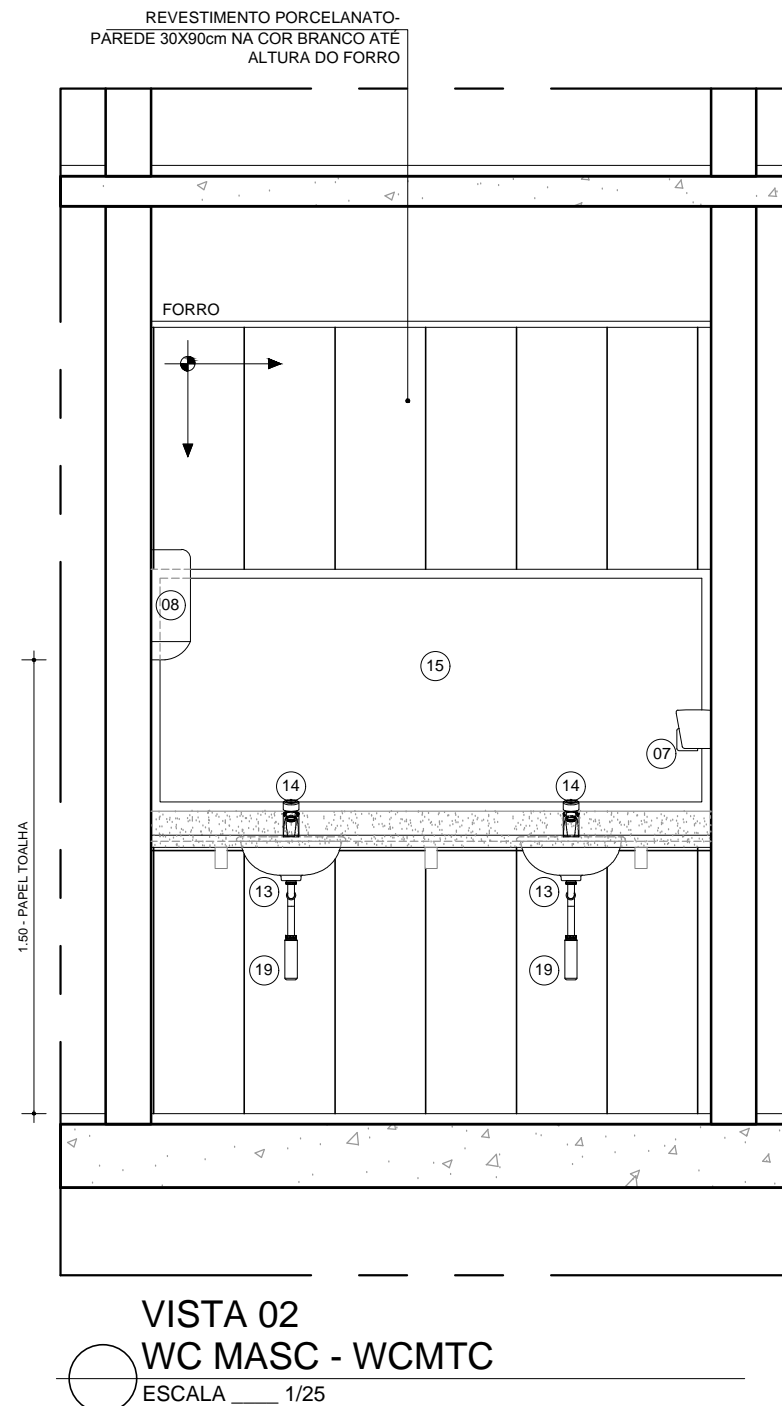 REVESTIMENTO PORCELANATO-
PAREDE 30X90cm NA COR BRANCO ATÉ
ALTURA DO FORRO
FORRO
08
15
07
14
14
13
13
19
19
1.50 - PAPEL TOALHA
VISTA 02
WC MASC - WCMTC
ESCALA ____ 1/25